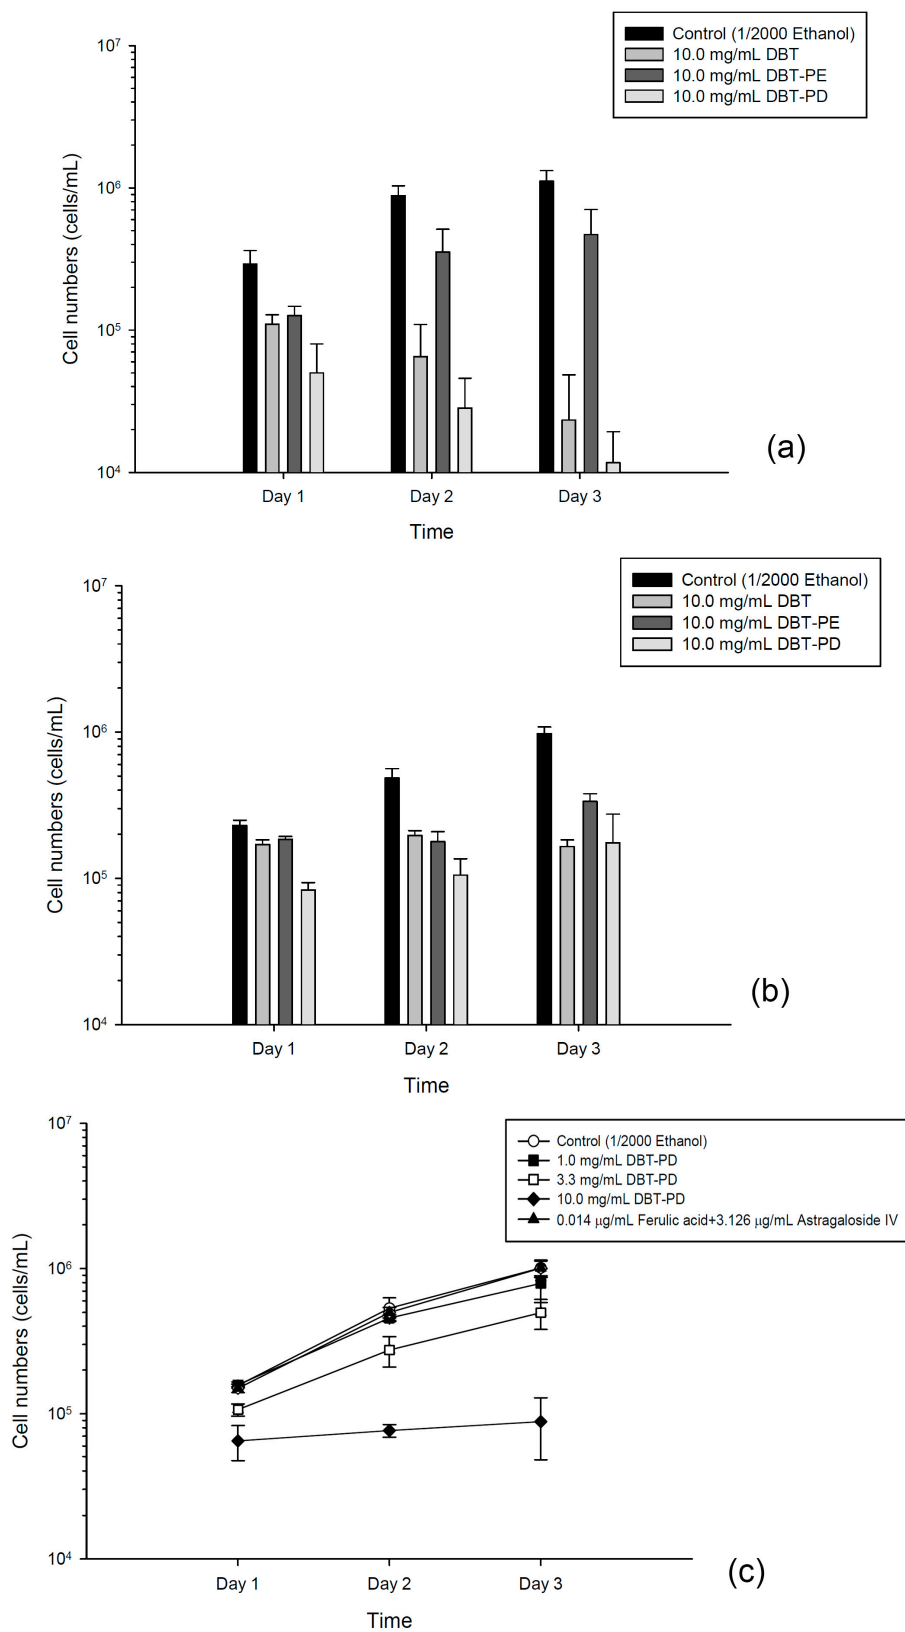 Control (1/2000 Ethanol)
10.0 mg/mL DBT
10.0 mg/mL DBT-PE
10.0 mg/mL DBT-PD
10⁷
10⁶
10⁵
10⁴
Cell numbers (cells/mL)
Day 1
Day 2
Day 3
Time
(a)
Control (1/2000 Ethanol)
10.0 mg/mL DBT
10.0 mg/mL DBT-PE
10.0 mg/mL DBT-PD
10⁷
10⁶
10⁵
10⁴
Cell numbers (cells/mL)
Day 1
Day 2
Day 3
Time
(b)
Control (1/2000 Ethanol)
1.0 mg/mL DBT-PD
3.3 mg/mL DBT-PD
10.0 mg/mL DBT-PD
0.014 µg/mL Ferulic acid+3.126 µg/mL Astragaloside IV
10⁷
10⁶
10⁵
10⁴
Cell numbers (cells/mL)
Day 1
Day 2
Day 3
Time
(c)